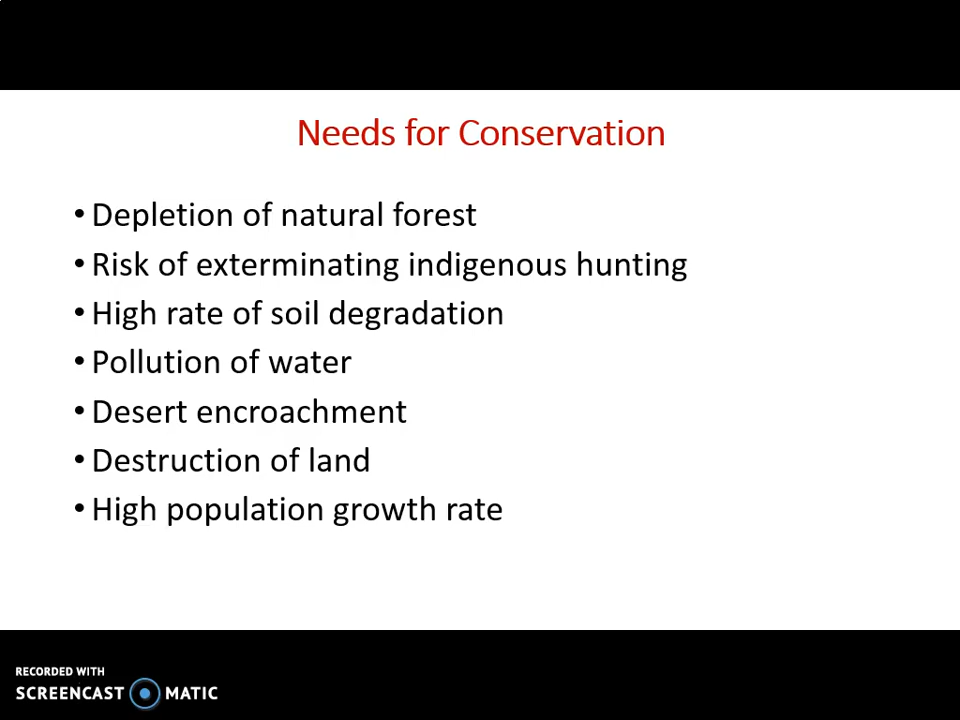 Needs for Conservation
• Depletion of natural forest
• Risk of exterminating indigenous hunting
• High rate of soil degradation
• Pollution of water
• Desert encroachment
• Destruction of land
• High population growth rate
RECORDED WITH
SCREENCAST MATIC